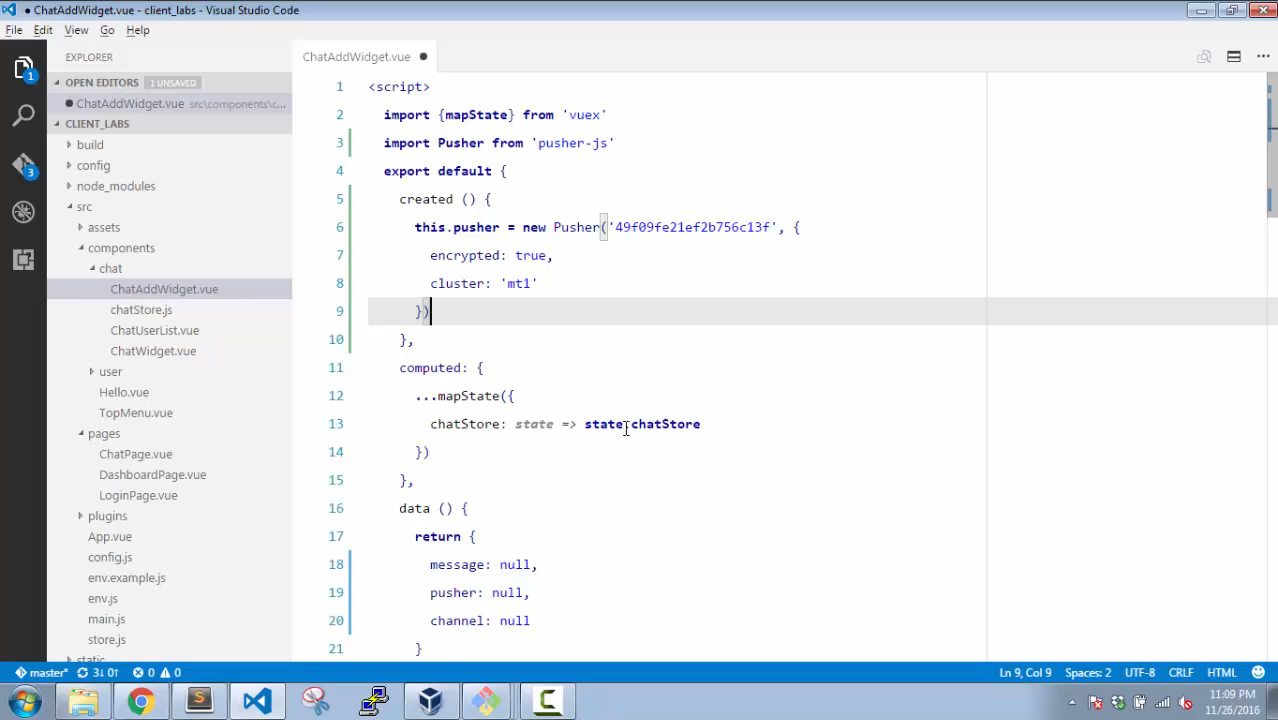 ChatAddWidget.vue - client_labs - Visual Studio Code
File Edit View Go Help
EXPLORER
ChatAddWidget.vue
OPEN EDITORS 1 UNSAVED
ChatAddWidget.vue src\components\c...
CLIENT_LABS
build
config
node_modules
src
assets
components
chat
ChatAddWidget.vue
chatStore.js
ChatUserList.vue
ChatWidget.vue
user
Hello.vue
TopMenu.vue
pages
ChatPage.vue
DashboardPage.vue
LoginPage.vue
plugins
App.vue
config.js
env.example.js
env.js
main.js
store.js
static
1
3
1 <script>
2 import {mapState} from 'vuex'
3 import Pusher from 'pusher-js'
4 export default {
5 created () {
6 this.pusher = new Pusher('49f09fe21ef2b756c13f', {
7 encrypted: true,
8 cluster: 'mt1'
9 })
10 },
11 computed: {
12 ...mapState({
13 chatStore: state => state.chatStore
14 })
15 },
16 data () {
17 return {
18 message: null,
19 pusher: null,
20 channel: null
21 }
master* 3↓ 0↑ 0 0
Ln 9, Col 9 Spaces: 2 UTF-8 CRLF HTML
11:09 PM
11/26/2016